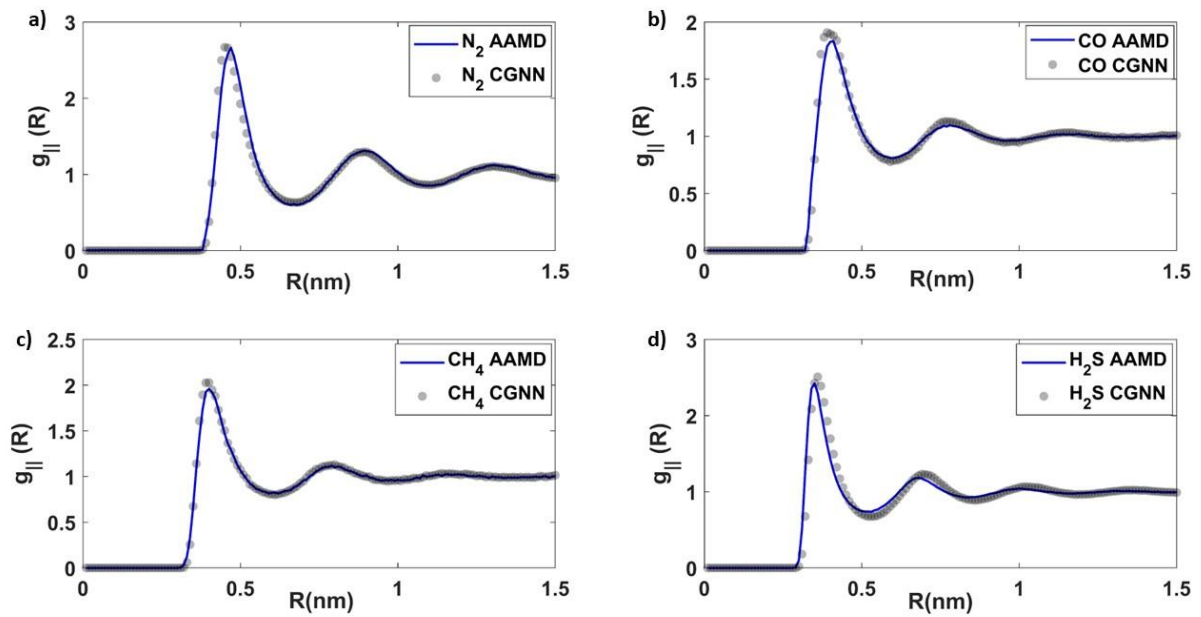 a)
3
2
1
0
g|| (R)
0 0.5 1 1.5
R(nm)
N2 AAMD
N2 CGNN
b)
2
1.5
1
0.5
0
g|| (R)
0 0.5 1 1.5
R(nm)
CO AAMD
CO CGNN
c)
2.5
2
1.5
1
0.5
0
g|| (R)
0 0.5 1 1.5
R(nm)
CH4 AAMD
CH4 CGNN
d)
3
2
1
0
g|| (R)
0 0.5 1 1.5
R(nm)
H2S AAMD
H2S CGNN